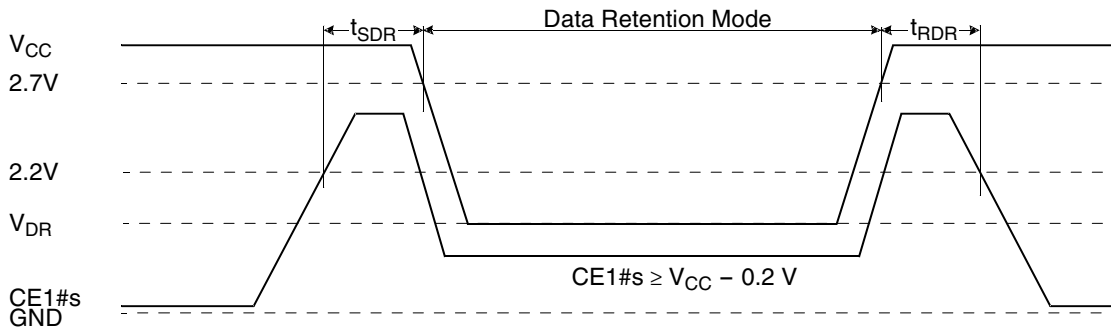 Data Retention Mode
tSDR
tRDR
VCC
2.7V
2.2V
VDR
CE1#s ≥ VCC − 0.2 V
CE1#s
GND